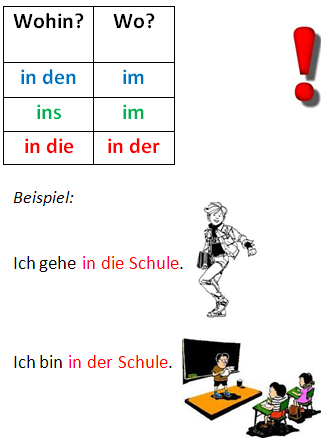 Wohin? Wo?
in den im
ins im
in die in der
Beispiel:
Ich gehe in die Schule.
Ich bin in der Schule.